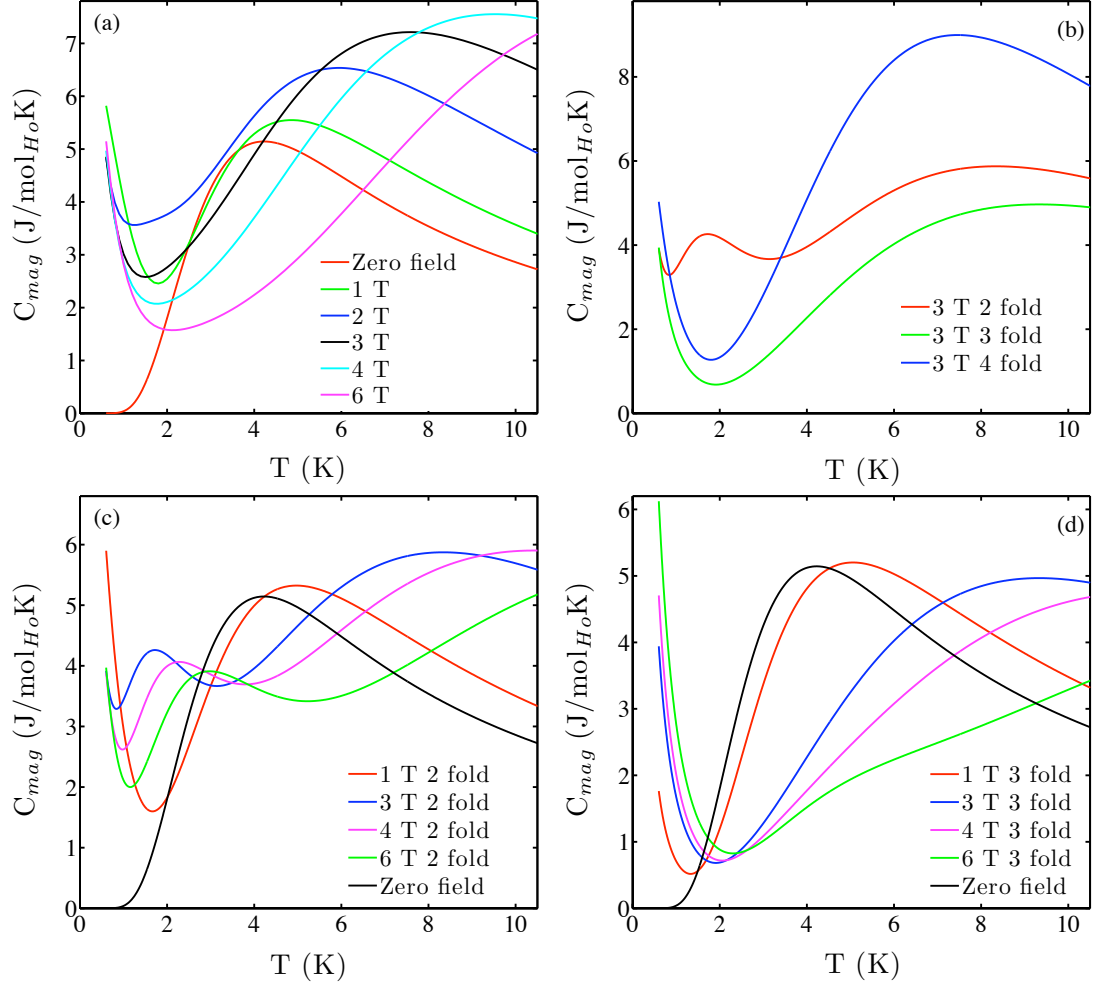 (a)
C_mag (J/mol_HoK)
7
6
5
4
3
2
1
0
Zero field
1 T
2 T
3 T
4 T
6 T
0 2 4 6 8 10
T (K)
(b)
C_mag (J/mol_HoK)
8
6
4
2
0
3 T 2 fold
3 T 3 fold
3 T 4 fold
0 2 4 6 8 10
T (K)
(c)
C_mag (J/mol_HoK)
6
5
4
3
2
1
0
1 T 2 fold
3 T 2 fold
4 T 2 fold
6 T 2 fold
Zero field
0 2 4 6 8 10
T (K)
(d)
C_mag (J/mol_HoK)
6
5
4
3
2
1
0
1 T 3 fold
3 T 3 fold
4 T 3 fold
6 T 3 fold
Zero field
0 2 4 6 8 10
T (K)